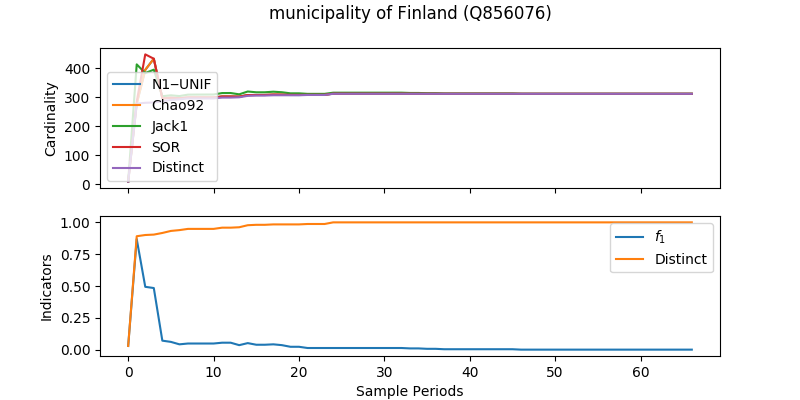 municipality of Finland (Q856076)
Cardinality
400
300
200
100
0
N1‒UNIF
Chao92
Jack1
SOR
Distinct
Indicators
1.00
0.75
0.50
0.25
0.00
f1
Distinct
0 10 20 30 40 50 60
Sample Periods